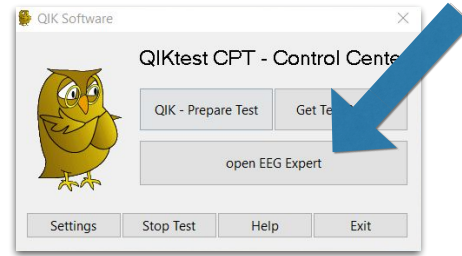 QIK Software
QIKtest CPT - Control Cente
QIK - Prepare Test
Get Te
open EEG Expert
Settings
Stop Test
Help
Exit